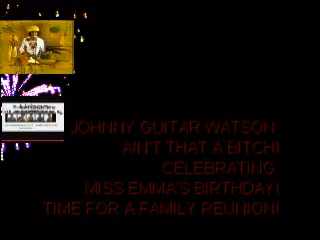 JOHNNY GUITAR WATSON
AIN'T THAT A BITCH!
CELEBRATING
MISS EMMA'S BIRTHDAY!
TIME FOR A FAMILY REUNION!